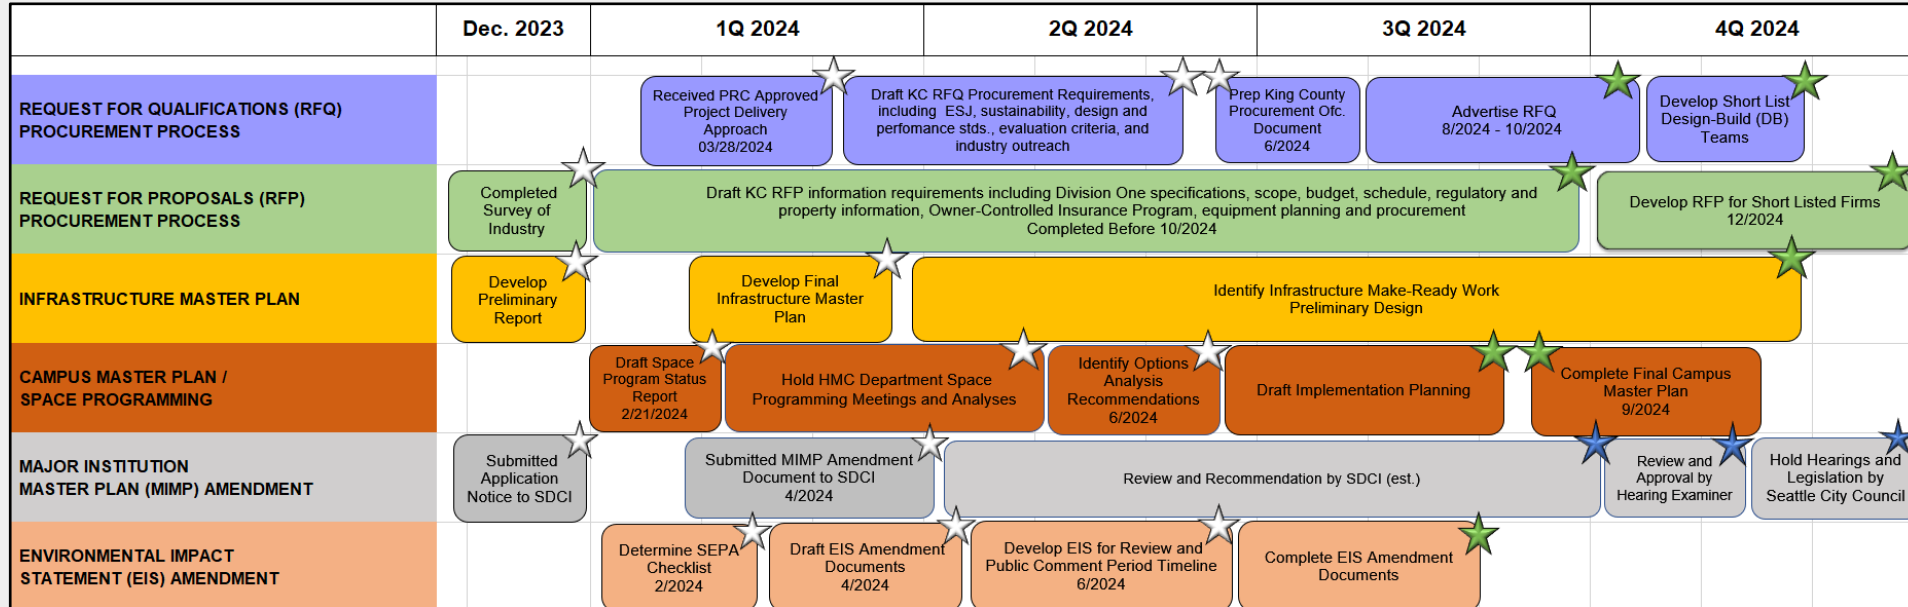 Dec. 2023
1Q 2024
2Q 2024
3Q 2024
4Q 2024
REQUEST FOR QUALIFICATIONS (RFQ)
PROCUREMENT PROCESS
Received PRC Approved
Project Delivery
Approach
03/28/2024
Draft KC RFQ Procurement Requirements,
including ESJ, sustainability, design and
perfomance stds., evaluation criteria, and
industry outreach
Prep King County
Procurement Ofc.
Document
6/2024
Advertise RFQ
8/2024 - 10/2024
Develop Short List
Design-Build (DB)
Teams
REQUEST FOR PROPOSALS (RFP)
PROCUREMENT PROCESS
Completed
Survey of
Industry
Draft KC RFP information requirements including Division One specifications, scope, budget, schedule, regulatory and
property information, Owner-Controlled Insurance Program, equipment planning and procurement
Completed Before 10/2024
Develop RFP for Short Listed Firms
12/2024
INFRASTRUCTURE MASTER PLAN
Develop
Preliminary
Report
Develop Final
Infrastructure Master
Plan
Identify Infrastructure Make-Ready Work
Preliminary Design
CAMPUS MASTER PLAN /
SPACE PROGRAMMING
Draft Space
Program Status
Report
2/21/2024
Hold HMC Department Space
Programming Meetings and Analyses
Identify Options
Analysis
Recommendations
6/2024
Draft Implementation Planning
Complete Final Campus
Master Plan
9/2024
MAJOR INSTITUTION
MASTER PLAN (MIMP) AMENDMENT
Submitted
Application
Notice to SDCI
Submitted MIMP Amendment
Document to SDCI
4/2024
Review and Recommendation by SDCI (est.)
Review and
Approval by
Hearing Examiner
Hold Hearings and
Legislation by
Seattle City Council
ENVIRONMENTAL IMPACT
STATEMENT (EIS) AMENDMENT
Determine SEPA
Checklist
2/2024
Draft EIS Amendment
Documents
4/2024
Develop EIS for Review and
Public Comment Period Timeline
6/2024
Complete EIS Amendment
Documents